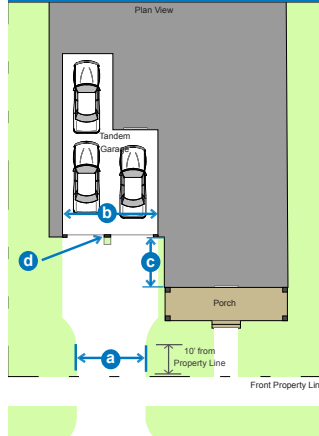 Plan View
Tandem
Garage
b
d
c
Porch
a
10' from
Property Line
Front Property Lin